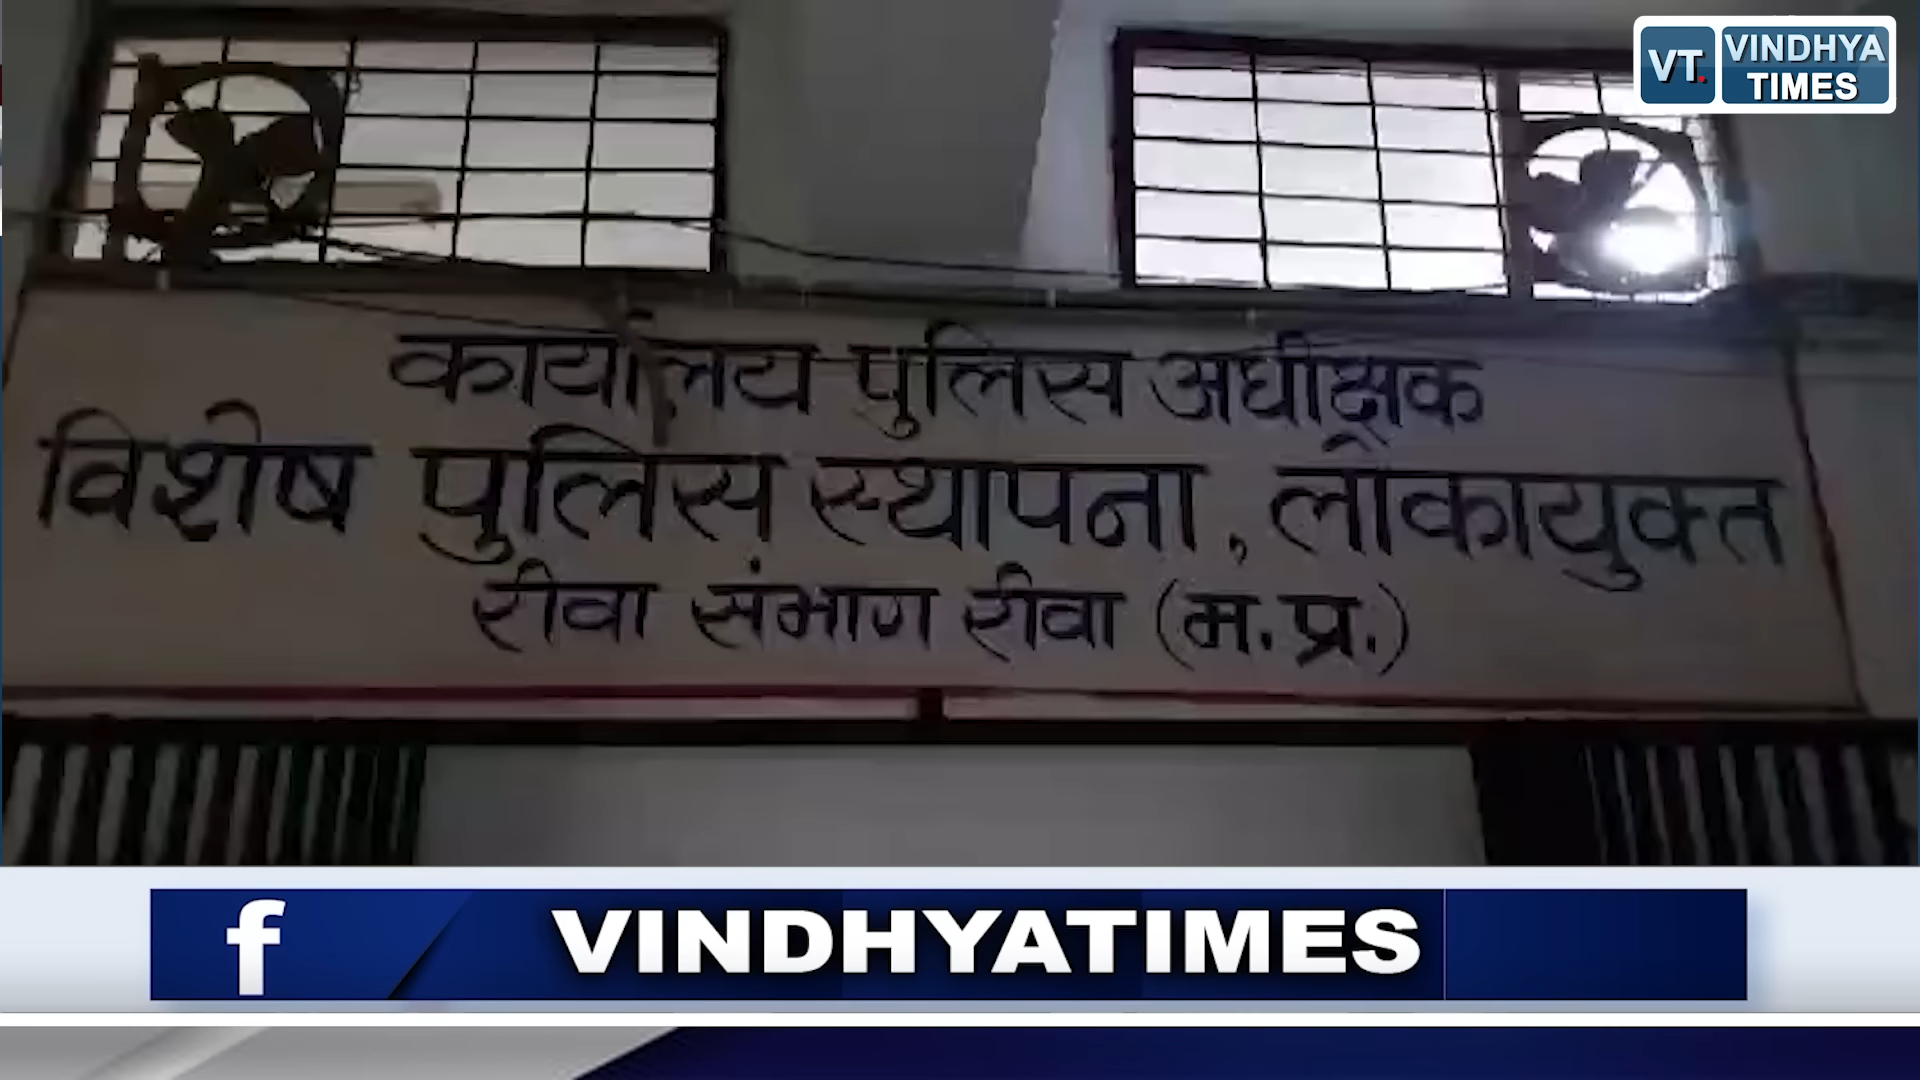 VT. VINDHYA
TIMES
कार्यालय पुलिस अधीक्षक
विशेष पुलिस स्थापना, लोकायुक्त
रीवा संभाग रीवा (म.प्र.)
f VINDHYATIMES